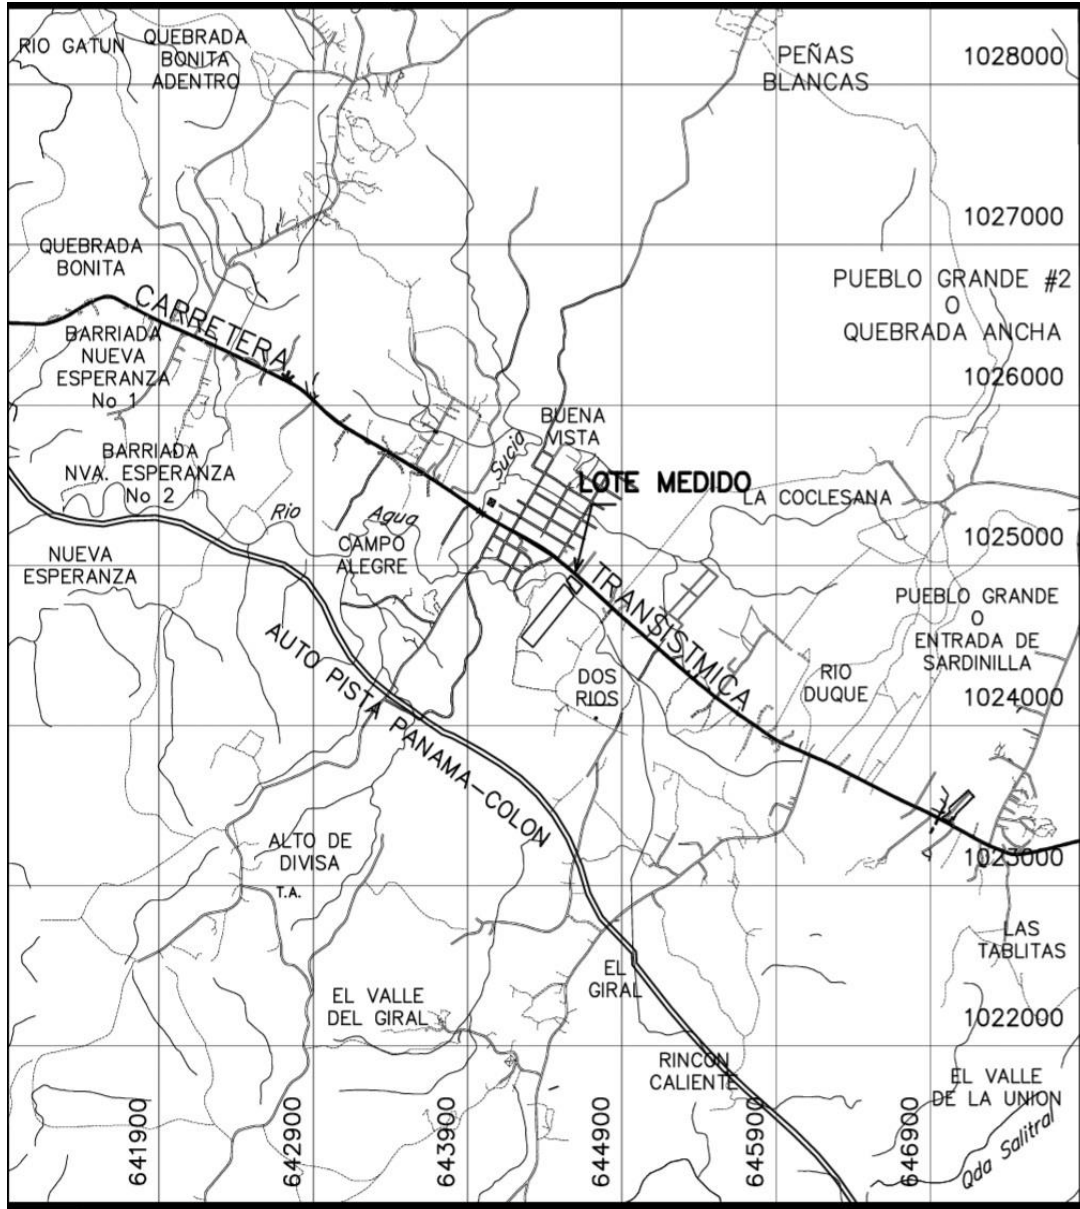 RIO GATUN
QUEBRADA
BONITA
ADENTRO
PEÑAS
BLANCAS
1028000
1027000
QUEBRADA
BONITA
PUEBLO GRANDE #2
O
QUEBRADA ANCHA
CARRETERA
BARRIADA
NUEVA
ESPERANZA
No 1
1026000
BUENA
VISTA
BARRIADA
NVA. ESPERANZA
No 2
Sucia
LOTE MEDIDO
LA COCLESANA
Rio
Agua
1025000
NUEVA
ESPERANZA
CAMPO
ALEGRE
TRANSISTMICA
PUEBLO GRANDE
O
ENTRADA DE
SARDINILLA
AUTO PISTA PANAMA-COLON
DOS
RIOS
RIO
DUQUE
1024000
ALTO DE
DIVISA
T.A.
1023000
LAS
TABLITAS
EL
GIRAL
EL VALLE
DEL GIRAL
1022000
RINCON
CALIENTE
EL VALLE
DE LA UNION
Qda Salitral
641900
642900
643900
644900
645900
646900